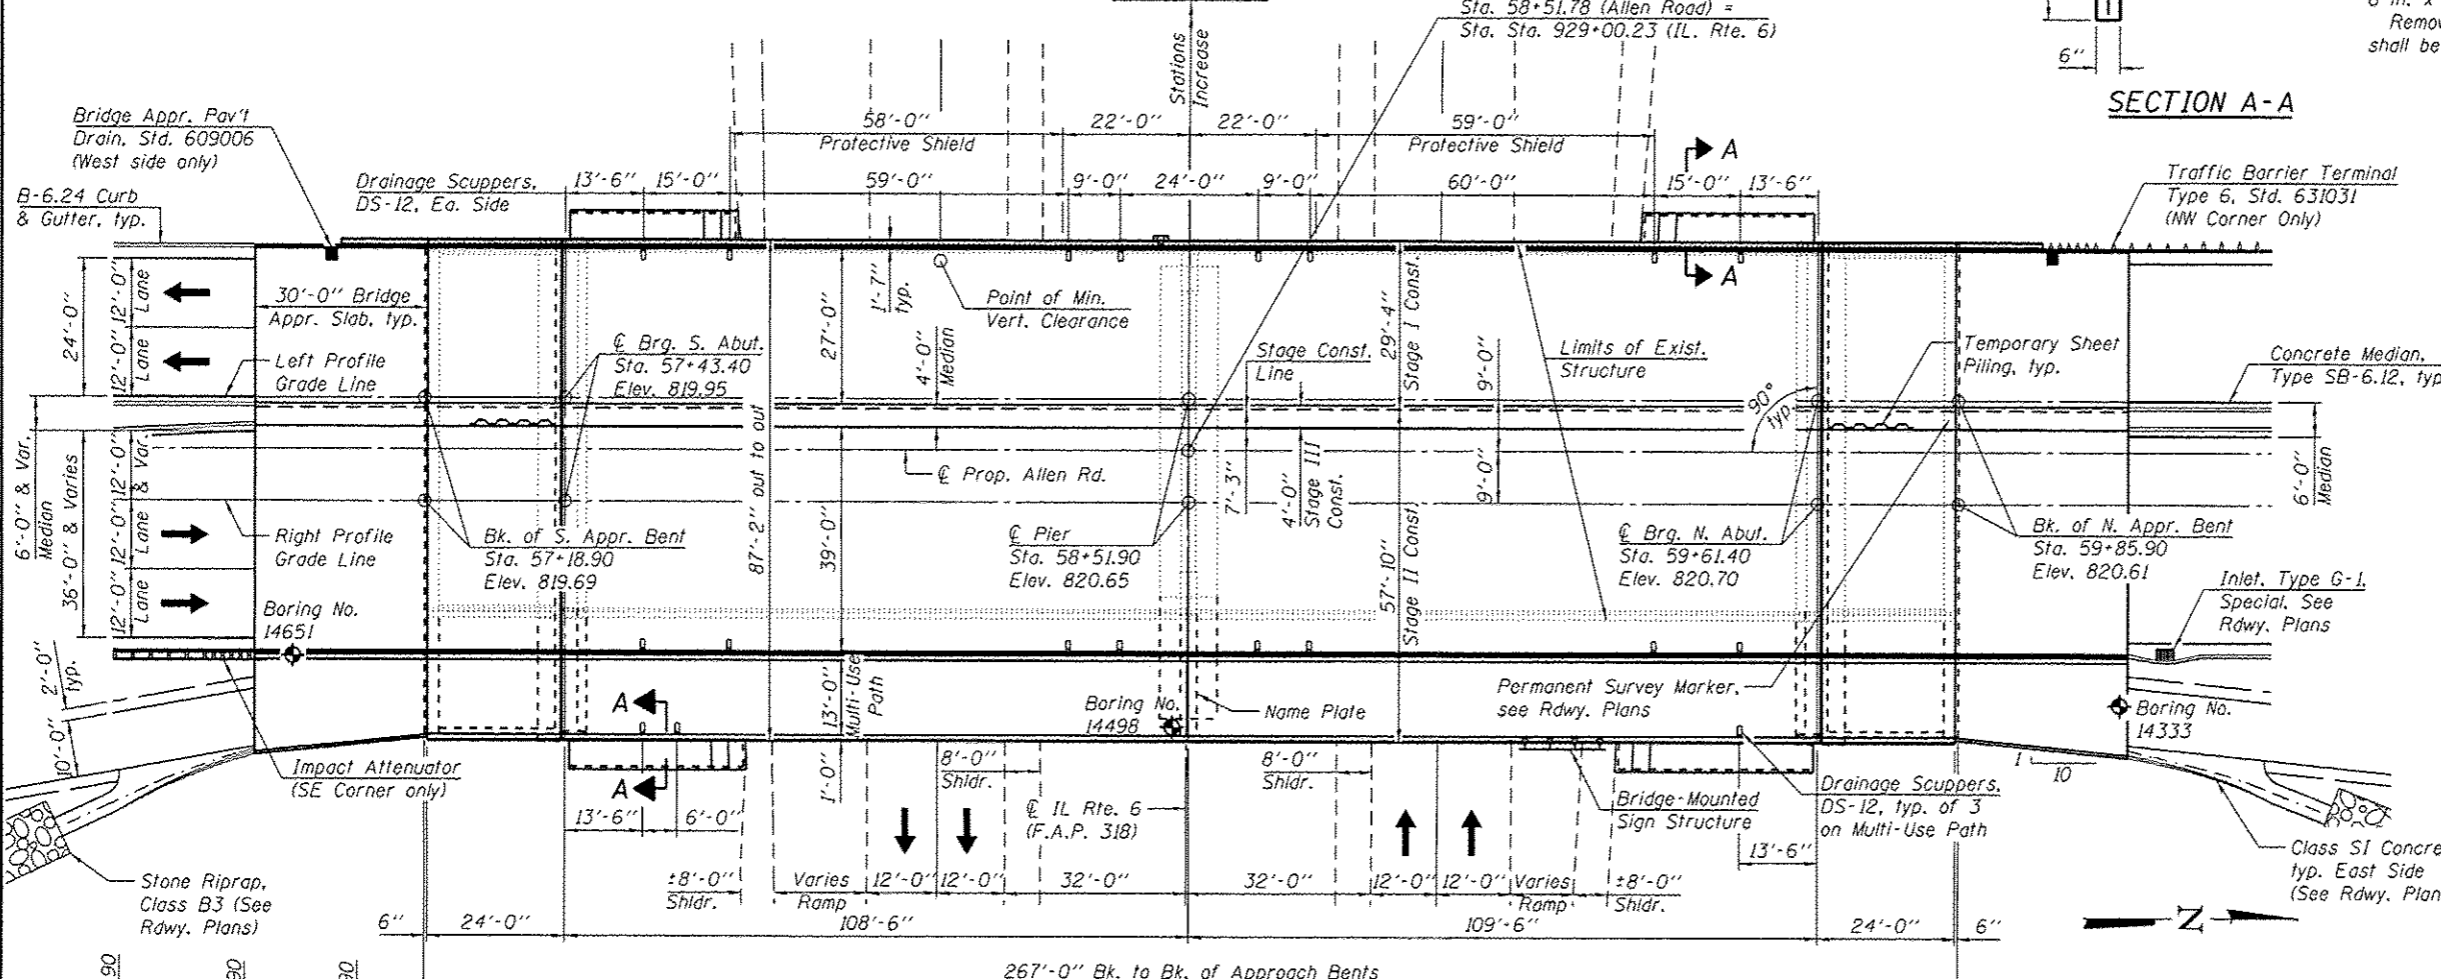 Sta. 58+51.78 (Allen Road) =
Sta. Sta. 929+00.23 (IL. Rte. 6)
Stations
Increase
6"
Remov
shall be
SECTION A-A
Bridge Appr. Pav't
Drain. Std. 609006
(West side only)
B-6.24 Curb
& Gutter, typ.
Drainage Scuppers,
DS-12, Ea. Side
58'-0"
Protective Shield
22'-0"
22'-0"
59'-0"
Protective Shield
13'-6"
15'-0"
59'-0"
9'-0"
24'-0"
9'-0"
60'-0"
15'-0"
13'-6"
A
A
Traffic Barrier Terminal
Type 6, Std. 631031
(NW Corner Only)
24'-0"
12'-0"
Lane
12'-0"
Lane
30'-0" Bridge
Appr. Slab, typ.
Left Profile
Grade Line
1'-7"
typ.
27'-0"
Point of Min.
Vert. Clearance
4'-0"
Median
℄ Brg. S. Abut.
Sta. 57+43.40
Elev. 819.95
Stage Const.
Line
29'-4"
Stage I Const.
9'-0"
9'-0"
Limits of Exist.
Structure
90°
typ.
Temporary Sheet
Piling, typ.
Concrete Median,
Type SB-6.12, typ
6'-0" & Var.
Median
36'-0" & Varies
12'-0"
Lane & Var.
12'-0"
Lane
12'-0"
Lane
Right Profile
Grade Line
Bk. of S. Appr. Bent
Sta. 57+18.90
Elev. 819.69
87'-2" out to out
39'-0"
℄ Prop. Allen Rd.
℄ Pier
Sta. 58+51.90
Elev. 820.65
7'-3"
4'-0"
Stage III
Const.
57'-10"
Stage II Const.
℄ Brg. N. Abut.
Sta. 59+61.40
Elev. 820.70
Bk. of N. Appr. Bent
Sta. 59+85.90
Elev. 820.61
6'-0"
Median
Inlet, Type G-1,
Special, See
Rdwy. Plans
Boring No.
14651
2'-0"
typ.
10'-0"
Impact Attenuator
(SE Corner only)
A
A
13'-0"
Multi-Use
Path
1'-0"
Boring No.
14498
Name Plate
Permanent Survey Marker,
see Rdwy. Plans
Boring No.
14333
1
10
13'-6"
6'-0"
8'-0"
Shldr.
℄ IL Rte. 6
(F.A.P. 318)
8'-0"
Shldr.
Bridge-Mounted
Sign Structure
Drainage Scuppers,
DS-12, typ. of 3
on Multi-Use Path
13'-6"
Class SI Concre
typ. East Side
(See Rdwy. Plan
Stone Riprap,
Class B3 (See
Rdwy. Plans)
±8'-0"
Shldr.
Varies
Ramp
12'-0"
12'-0"
32'-0"
32'-0"
12'-0"
12'-0"
Varies
Ramp
±8'-0"
Shldr.
Z
6"
24'-0"
108'-6"
109'-6"
24'-0"
6"
267'-0" Bk. to Bk. of Approach Bents
90
90
90